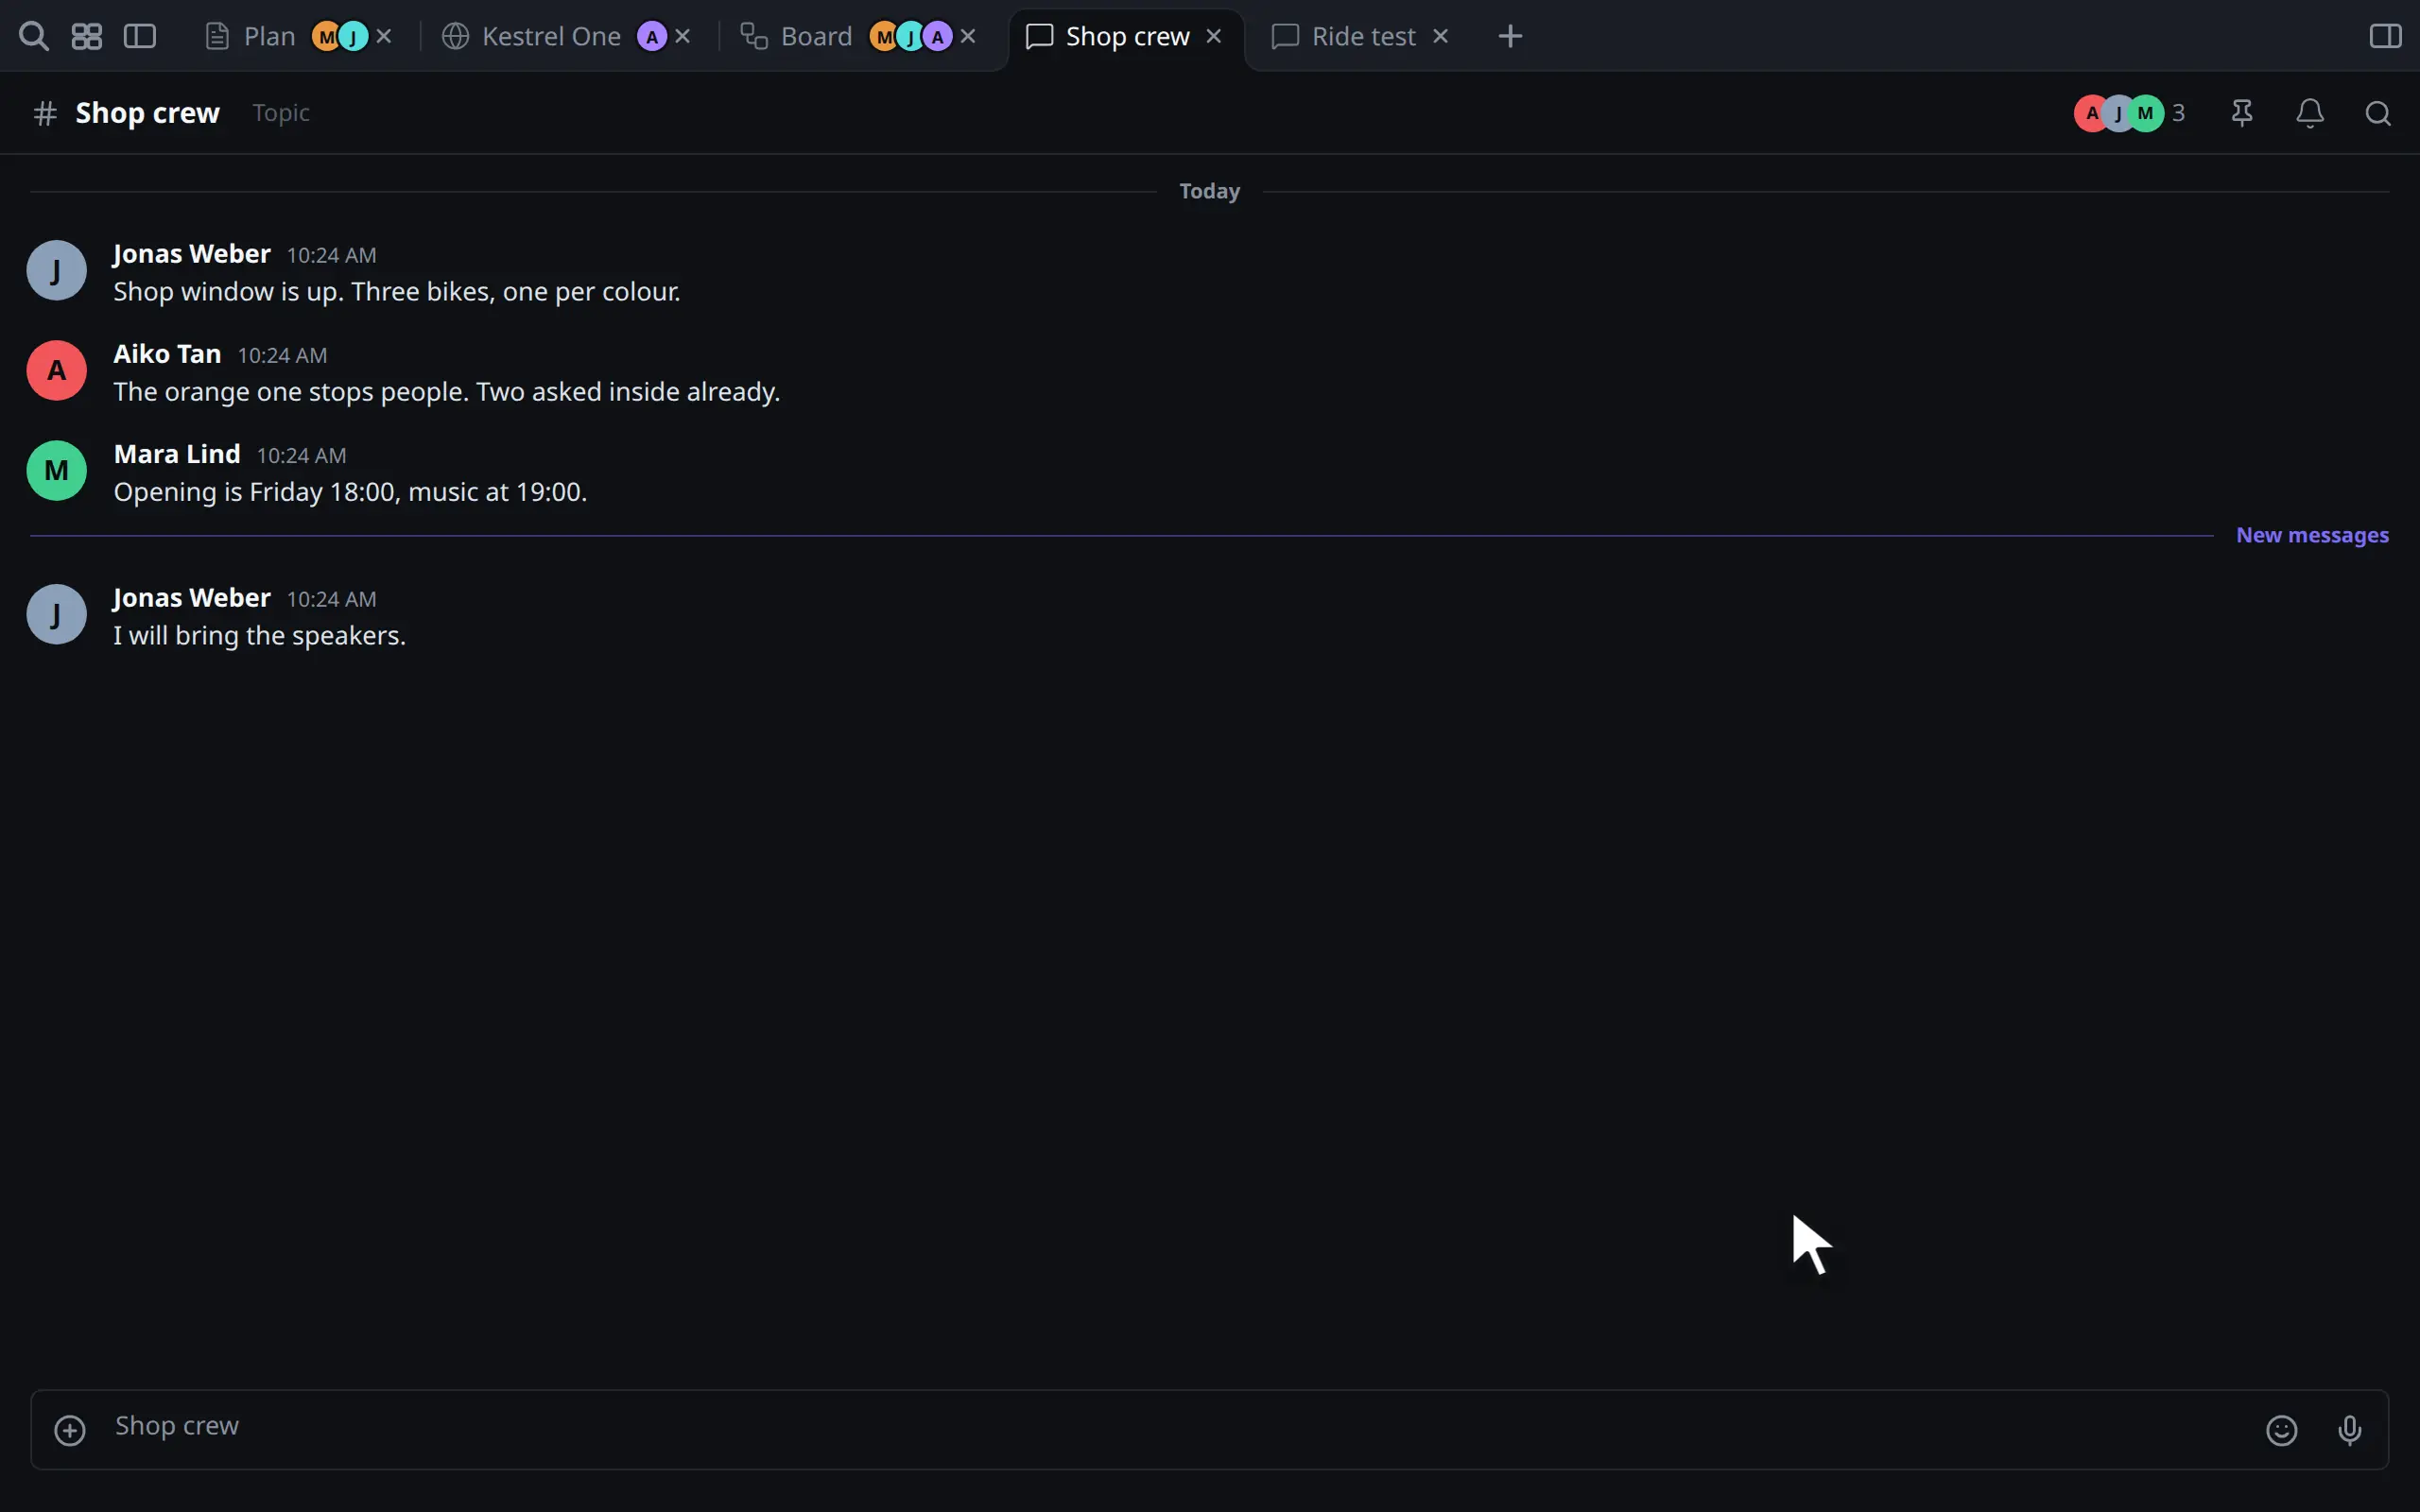 Plan M J
Kestrel One A
Board M J A
Shop crew
Ride test
# Shop crew Topic
A J M 3
Today
J
Jonas Weber 10:24 AM
Shop window is up. Three bikes, one per colour.
A
Aiko Tan 10:24 AM
The orange one stops people. Two asked inside already.
M
Mara Lind 10:24 AM
Opening is Friday 18:00, music at 19:00.
New messages
J
Jonas Weber 10:24 AM
I will bring the speakers.
Shop crew